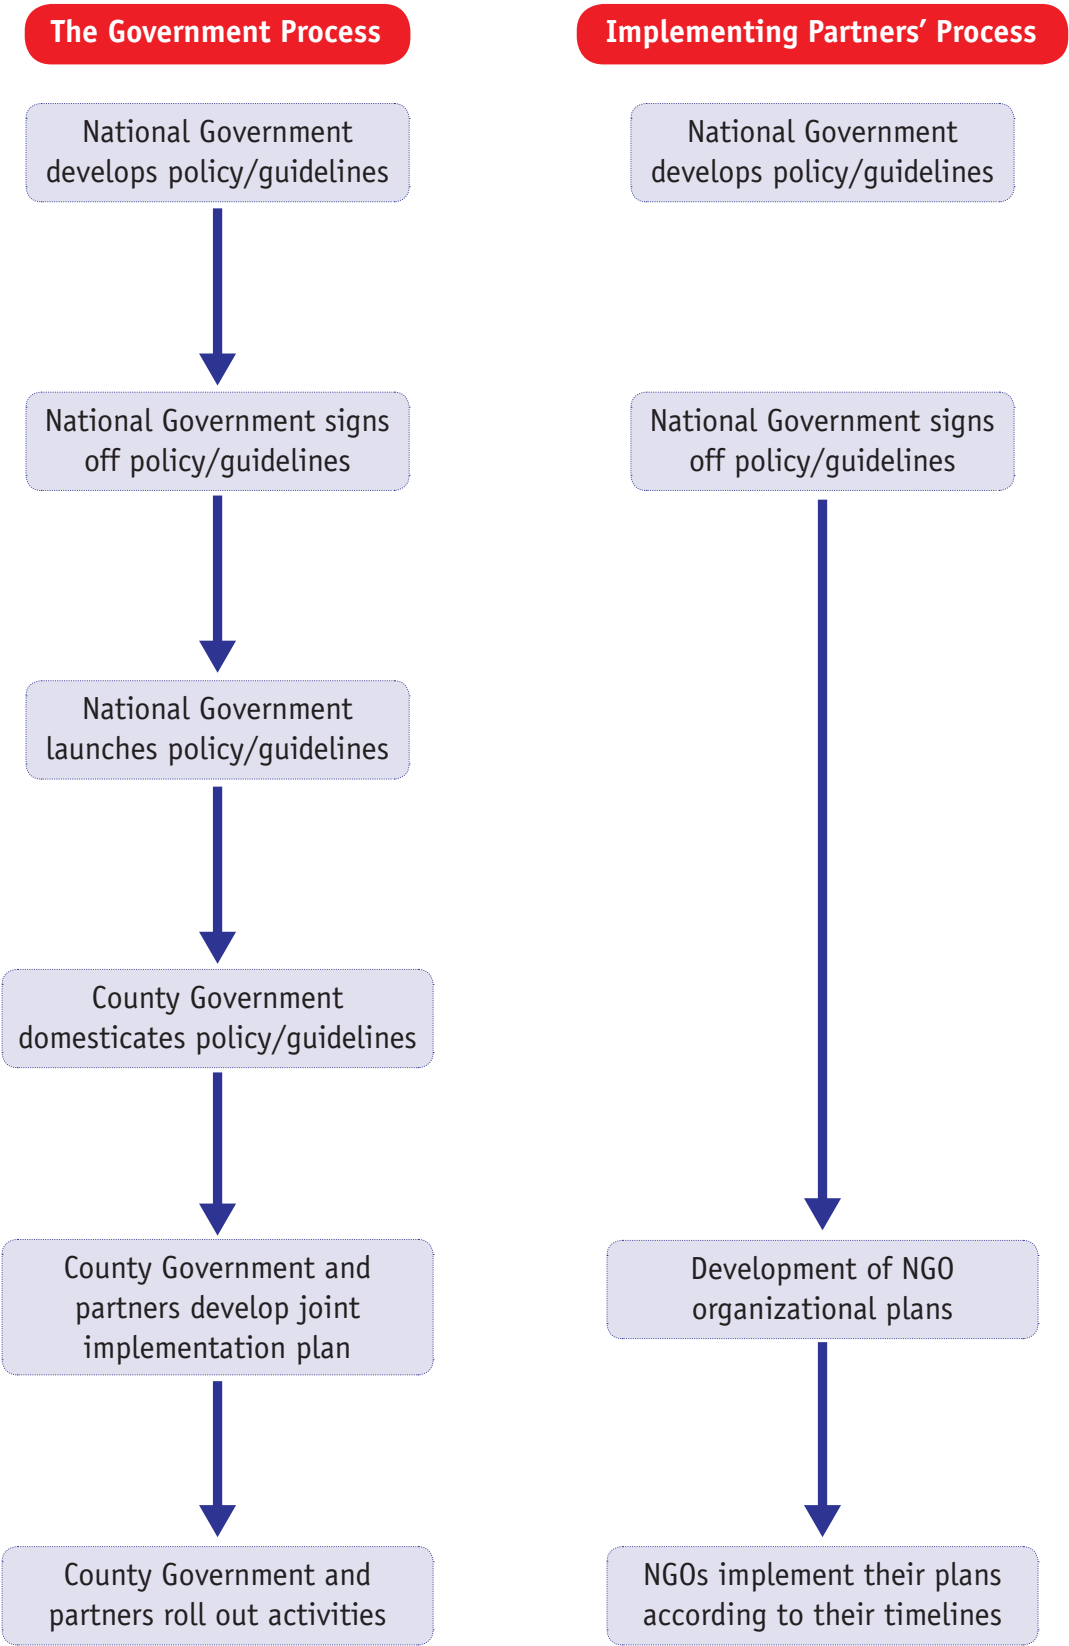 The Government Process
National Government
develops policy/guidelines
National Government signs
off policy/guidelines
National Government
launches policy/guidelines
County Government
domesticates policy/guidelines
County Government and
partners develop joint
implementation plan
County Government and
partners roll out activities
Implementing Partners’ Process
National Government
develops policy/guidelines
National Government signs
off policy/guidelines
Development of NGO
organizational plans
NGOs implement their plans
according to their timelines